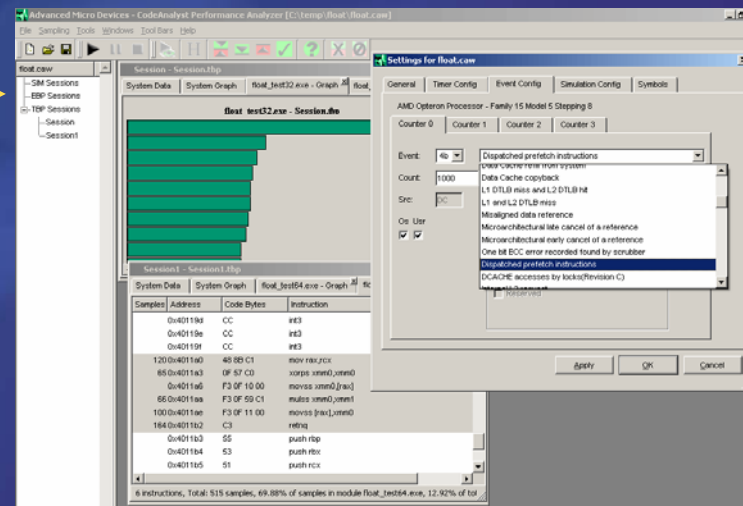 Advanced Micro Devices - CodeAnalyst Performance Analyzer [C:\temp\float\float.caw]
File Sampling Tools Windows Tool Bars Help
float.caw
SIM Sessions
EBP Sessions
TBP Sessions
Session
Session1
Session - Session.tbp
System Data System Graph float_test32.exe - Graph float_
float_test32.exe - Session.tbp
Session1 - Session1.tbp
System Data System Graph float_test64.exe - Graph
Samples Address Code Bytes Instruction
0x40119d CC int3
0x40119e CC int3
0x40119f CC int3
120 0x4011a0 48 8B C1 mov rax,rcx
65 0x4011a3 0F 57 C0 xorps xmm0,xmm0
0x4011a6 F3 0F 10 00 movss xmm0,[rax]
66 0x4011aa F3 0F 59 C1 mulss xmm0,xmm1
100 0x4011ae F3 0F 11 00 movss [rax],xmm0
164 0x4011b2 C3 retnq
0x4011b3 55 push rbp
0x4011b4 53 push rbx
0x4011b5 51 push rcx
6 instructions, Total: 515 samples, 69.88% of samples in module float_test64.exe, 12.92% of tot
Settings for float.caw
General Timer Config Event Config Simulation Config Symbols
AMD Opteron Processor - Family 15 Model 5 Stepping 8
Counter 0 Counter 1 Counter 2 Counter 3
Event: 4b Dispatched prefetch instructions
Data Cache refill from system
Count: 1000 Data Cache copyback
L1 DTLB miss and L2 DTLB hit
Src: DC L1 and L2 DTLB miss
Misaligned data reference
Os Usr Microarchitectural late cancel of a reference
Microarchitectural early cancel of a reference
One bit ECC error recorded found by scrubber
Dispatched prefetch instructions
DCACHE accesses by locks(Revision C)
Reserved
Apply OK Cancel